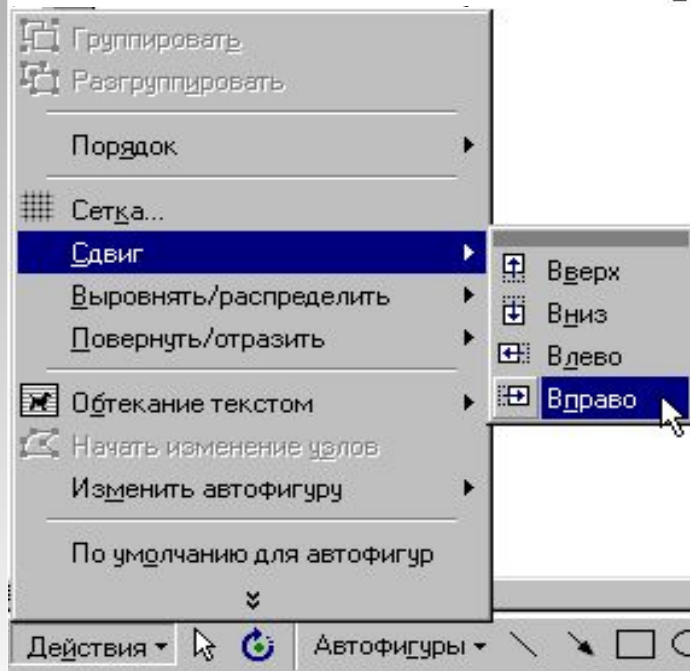 Группировать
Разгруппировать
Порядок
Сетка...
Сдвиг
Выровнять/распределить
Повернуть/отразить
Обтекание текстом
Начать изменение узлов
Изменить автофигуру
По умолчанию для автофигур
Вверх
Вниз
Влево
Вправо
Действия
Автофигуры